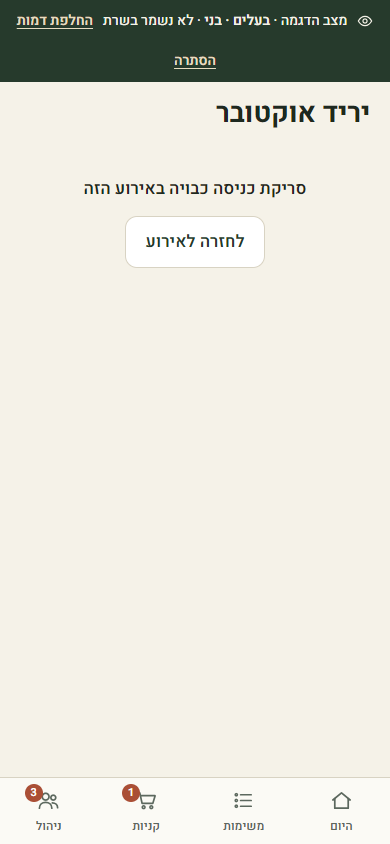 מצב הדגמה · בעלים · בני · לא נשמר בשרת החלפת דמות
הסתרה
יריד אוקטובר
סריקת כניסה כבויה באירוע הזה
לחזרה לאירוע
היום
משימות
1
קניות
3
ניהול